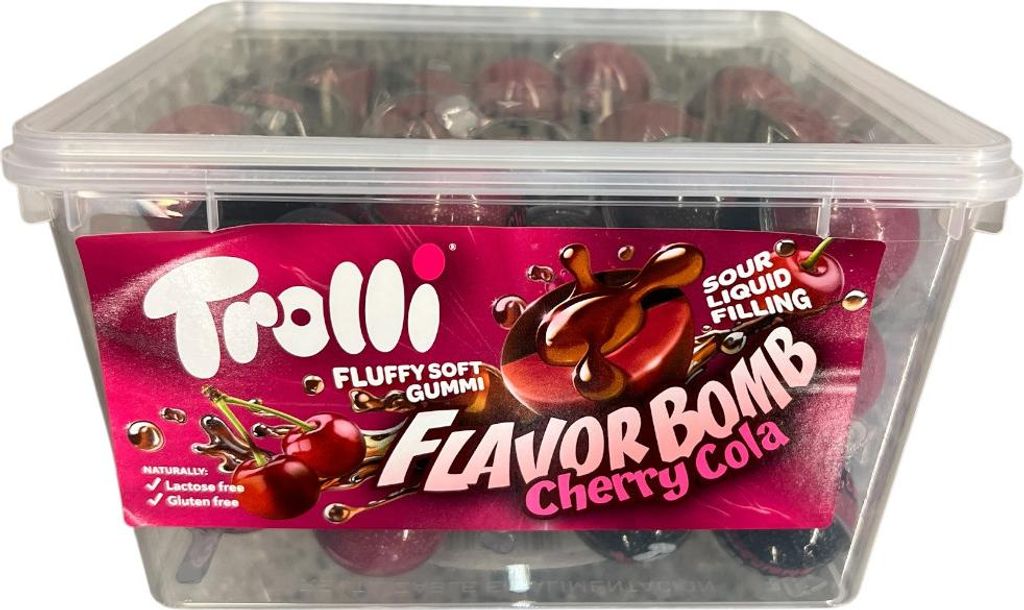 Trolli®
FLUFFY SOFT
GUMMI
SOUR
LIQUID
FILLING
FLAVOR BOMB
Cherry Cola
NATURALLY:
✓ Lactose free
✓ Gluten free